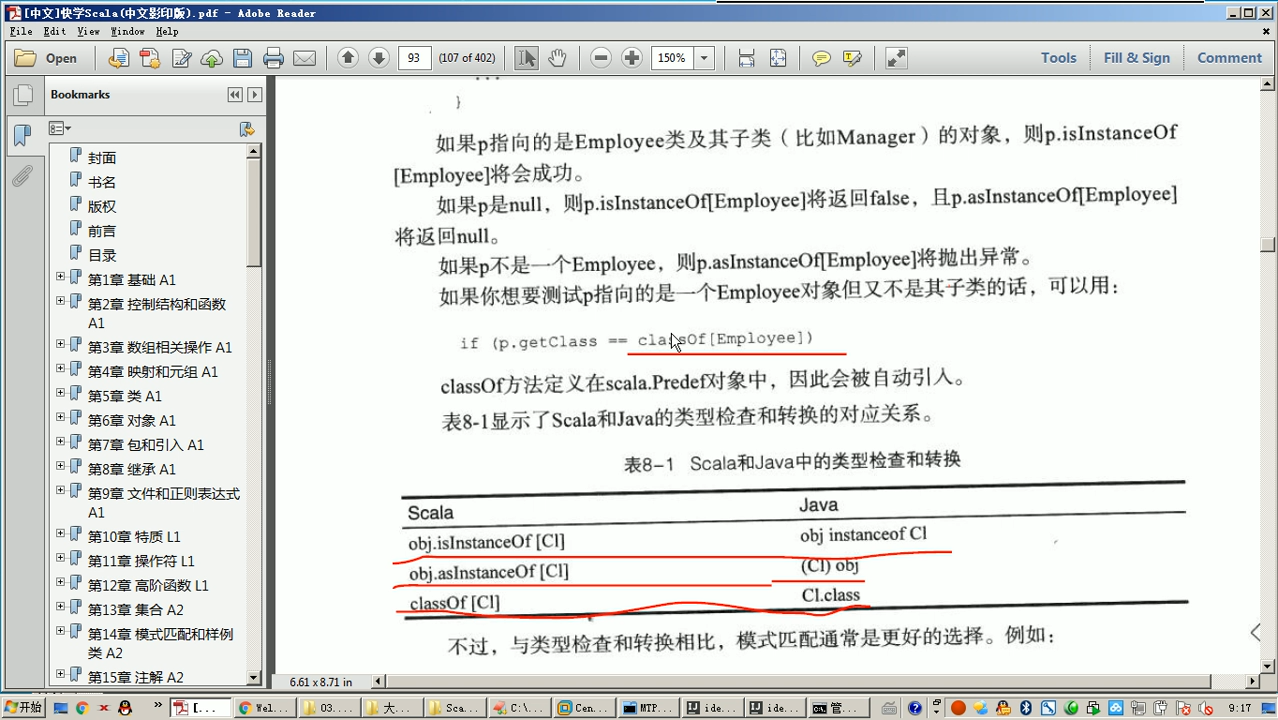 [中文]快学Scala(中文影印版).pdf - Adobe Reader
File Edit View Window Help
Open 93 (107 of 402) 150% Tools Fill & Sign Comment
Bookmarks
封面
书名
版权
前言
目录
第1章 基础 A1
第2章 控制结构和函数
A1
第3章 数组相关操作 A1
第4章 映射和元组 A1
第5章 类 A1
第6章 对象 A1
第7章 包和引入 A1
第8章 继承 A1
第9章 文件和正则表达式
A1
第10章 特质 L1
第11章 操作符 L1
第12章 高阶函数 L1
第13章 集合 A2
第14章 模式匹配和样例
类 A2
第15章 注解 A2
...
}
如果p指向的是Employee类及其子类（比如Manager）的对象，则p.isInstanceOf
[Employee]将会成功。
如果p是null，则p.isInstanceOf[Employee]将返回false，且p.asInstanceOf[Employee]
将返回null。
如果p不是一个Employee，则p.asInstanceOf[Employee]将抛出异常。
如果你想要测试p指向的是一个Employee对象但又不是其子类的话，可以用：
if (p.getClass == classOf[Employee])
classOf方法定义在scala.Predef对象中，因此会被自动引入。
表8-1显示了Scala和Java的类型检查和转换的对应关系。
表8-1 Scala和Java中的类型检查和转换
Scala Java
obj.isInstanceOf [Cl] obj instanceof Cl
obj.asInstanceOf [Cl] (Cl) obj
classOf [Cl] Cl.class
不过，与类型检查和转换相比，模式匹配通常是更好的选择。例如：
6.61 x 8.71 in
开始 [... Wel... 03... 大... Sca... C:\... Cen... MTP... ide... ide... 管... 9:17